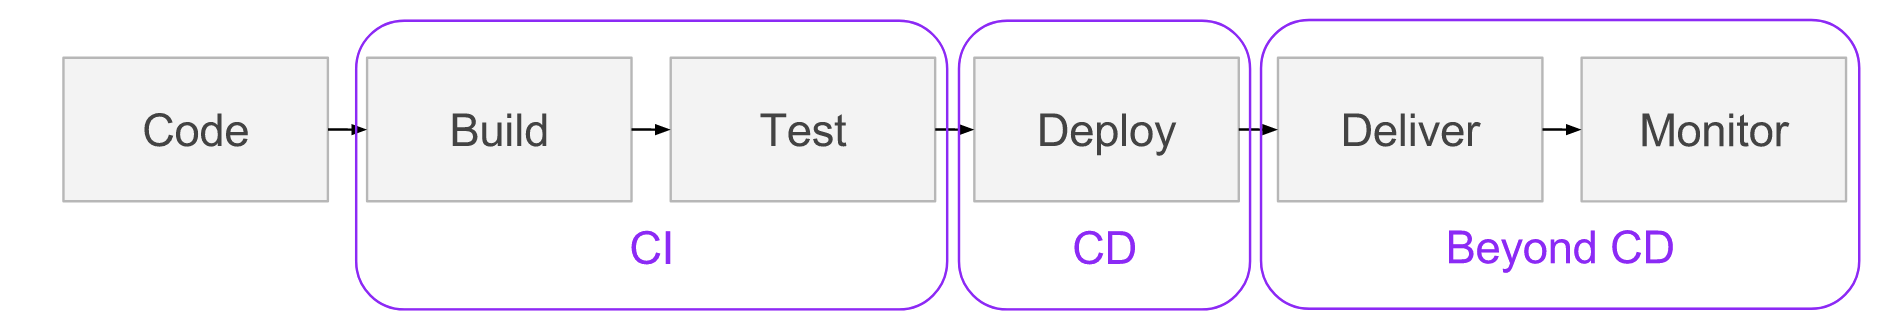 Code
Build
Test
Deploy
Deliver
Monitor
CI
CD
Beyond CD